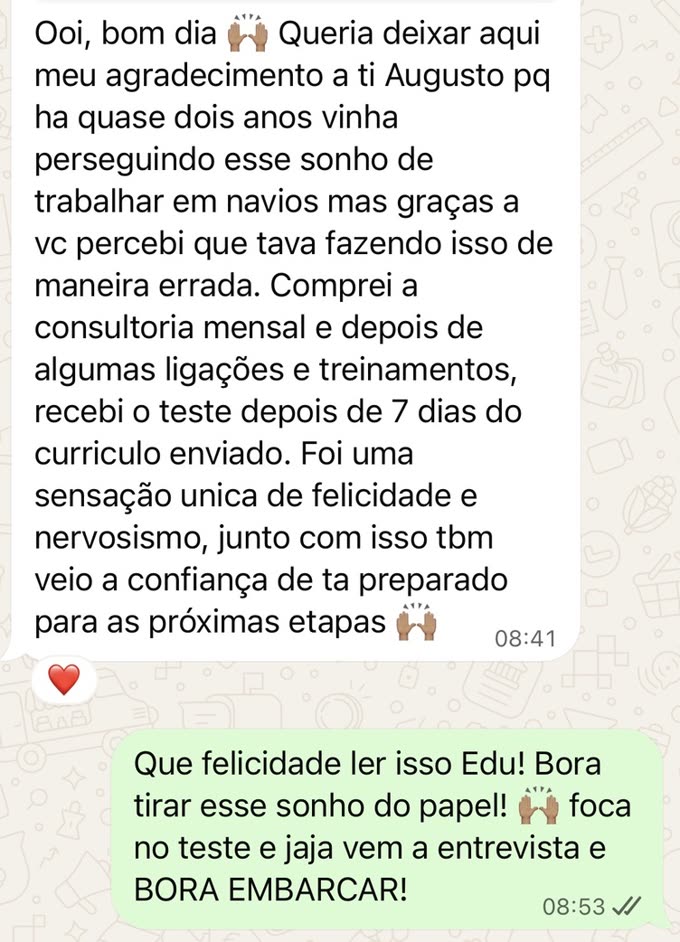 Ooi, bom dia 🙌🏽 Queria deixar aqui
meu agradecimento a ti Augusto pq
ha quase dois anos vinha
perseguindo esse sonho de
trabalhar em navios mas graças a
vc percebi que tava fazendo isso de
maneira errada. Comprei a
consultoria mensal e depois de
algumas ligações e treinamentos,
recebi o teste depois de 7 dias do
curriculo enviado. Foi uma
sensação unica de felicidade e
nervosismo, junto com isso tbm
veio a confiança de ta preparado
para as próximas etapas 🙌🏽
08:41
❤️
Que felicidade ler isso Edu! Bora
tirar esse sonho do papel! 🙌🏽 foca
no teste e jaja vem a entrevista e
BORA EMBARCAR!
08:53